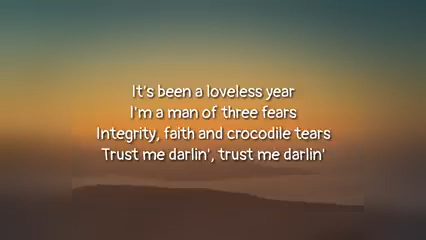 It's been a loveless year
I'm a man of three fears
Integrity, faith and crocodile tears
Trust me darlin', trust me darlin'